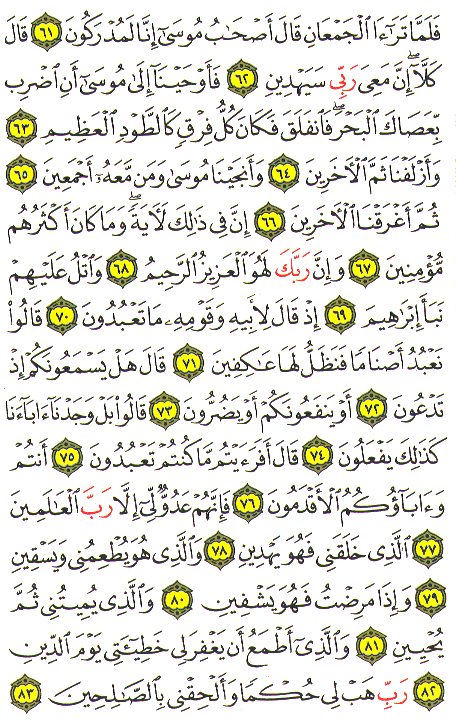 فَلَمَّا تَرَٰٓءَا ٱلْجَمْعَانِ قَالَ أَصْحَٰبُ مُوسَىٰٓ إِنَّا لَمُدْرَكُونَ ٦١ قَالَ
كَلَّآ ۖ إِنَّ مَعِىَ رَبِّى سَيَهْدِينِ ٦٢ فَأَوْحَيْنَآ إِلَىٰ مُوسَىٰٓ أَنِ ٱضْرِب
بِّعَصَاكَ ٱلْبَحْرَ ۖ فَٱنفَلَقَ فَكَانَ كُلُّ فِرْقٍ كَٱلطَّوْدِ ٱلْعَظِيمِ ٦٣
وَأَزْلَفْنَا ثَمَّ ٱلْأٓخَرِينَ ٦٤ وَأَنجَيْنَا مُوسَىٰ وَمَن مَّعَهُۥٓ أَجْمَعِينَ ٦٥
ثُمَّ أَغْرَقْنَا ٱلْأٓخَرِينَ ٦٦ إِنَّ فِى ذَٰلِكَ لَأٓيَةً ۖ وَمَا كَانَ أَكْثَرُهُم
مُّؤْمِنِينَ ٦٧ وَإِنَّ رَبَّكَ لَهُوَ ٱلْعَزِيزُ ٱلرَّحِيمُ ٦٨ وَٱتْلُ عَلَيْهِمْ
نَبَأَ إِبْرَٰهِيمَ ٦٩ إِذْ قَالَ لِأَبِيهِ وَقَوْمِهِۦ مَا تَعْبُدُونَ ٧٠ قَالُوا۟
نَعْبُدُ أَصْنَامًا فَنَظَلُّ لَهَا عَٰكِفِينَ ٧١ قَالَ هَلْ يَسْمَعُونَكُمْ إِذْ
تَدْعُونَ ٧٢ أَوْ يَنفَعُونَكُمْ أَوْ يَضُرُّونَ ٧٣ قَالُوا۟ بَلْ وَجَدْنَآ ءَابَآءَنَا
كَذَٰلِكَ يَفْعَلُونَ ٧٤ قَالَ أَفَرَءَيْتُم مَّا كُنتُمْ تَعْبُدُونَ ٧٥ أَنتُمْ
وَءَابَآؤُكُمُ ٱلْأَقْدَمُونَ ٧٦ فَإِنَّهُمْ عَدُوٌّ لِّىٓ إِلَّا رَبَّ ٱلْعَٰلَمِينَ
٧٧ ٱلَّذِى خَلَقَنِى فَهُوَ يَهْدِينِ ٧٨ وَٱلَّذِى هُوَ يُطْعِمُنِى وَيَسْقِينِ
٧٩ وَإِذَا مَرِضْتُ فَهُوَ يَشْفِينِ ٨٠ وَٱلَّذِى يُمِيتُنِى ثُمَّ
يُحْيِينِ ٨١ وَٱلَّذِىٓ أَطْمَعُ أَن يَغْفِرَ لِى خَطِيٓـَٔتِى يَوْمَ ٱلدِّينِ
٨٢ رَبِّ هَبْ لِى حُكْمًا وَأَلْحِقْنِى بِٱلصَّٰلِحِينَ ٨٣